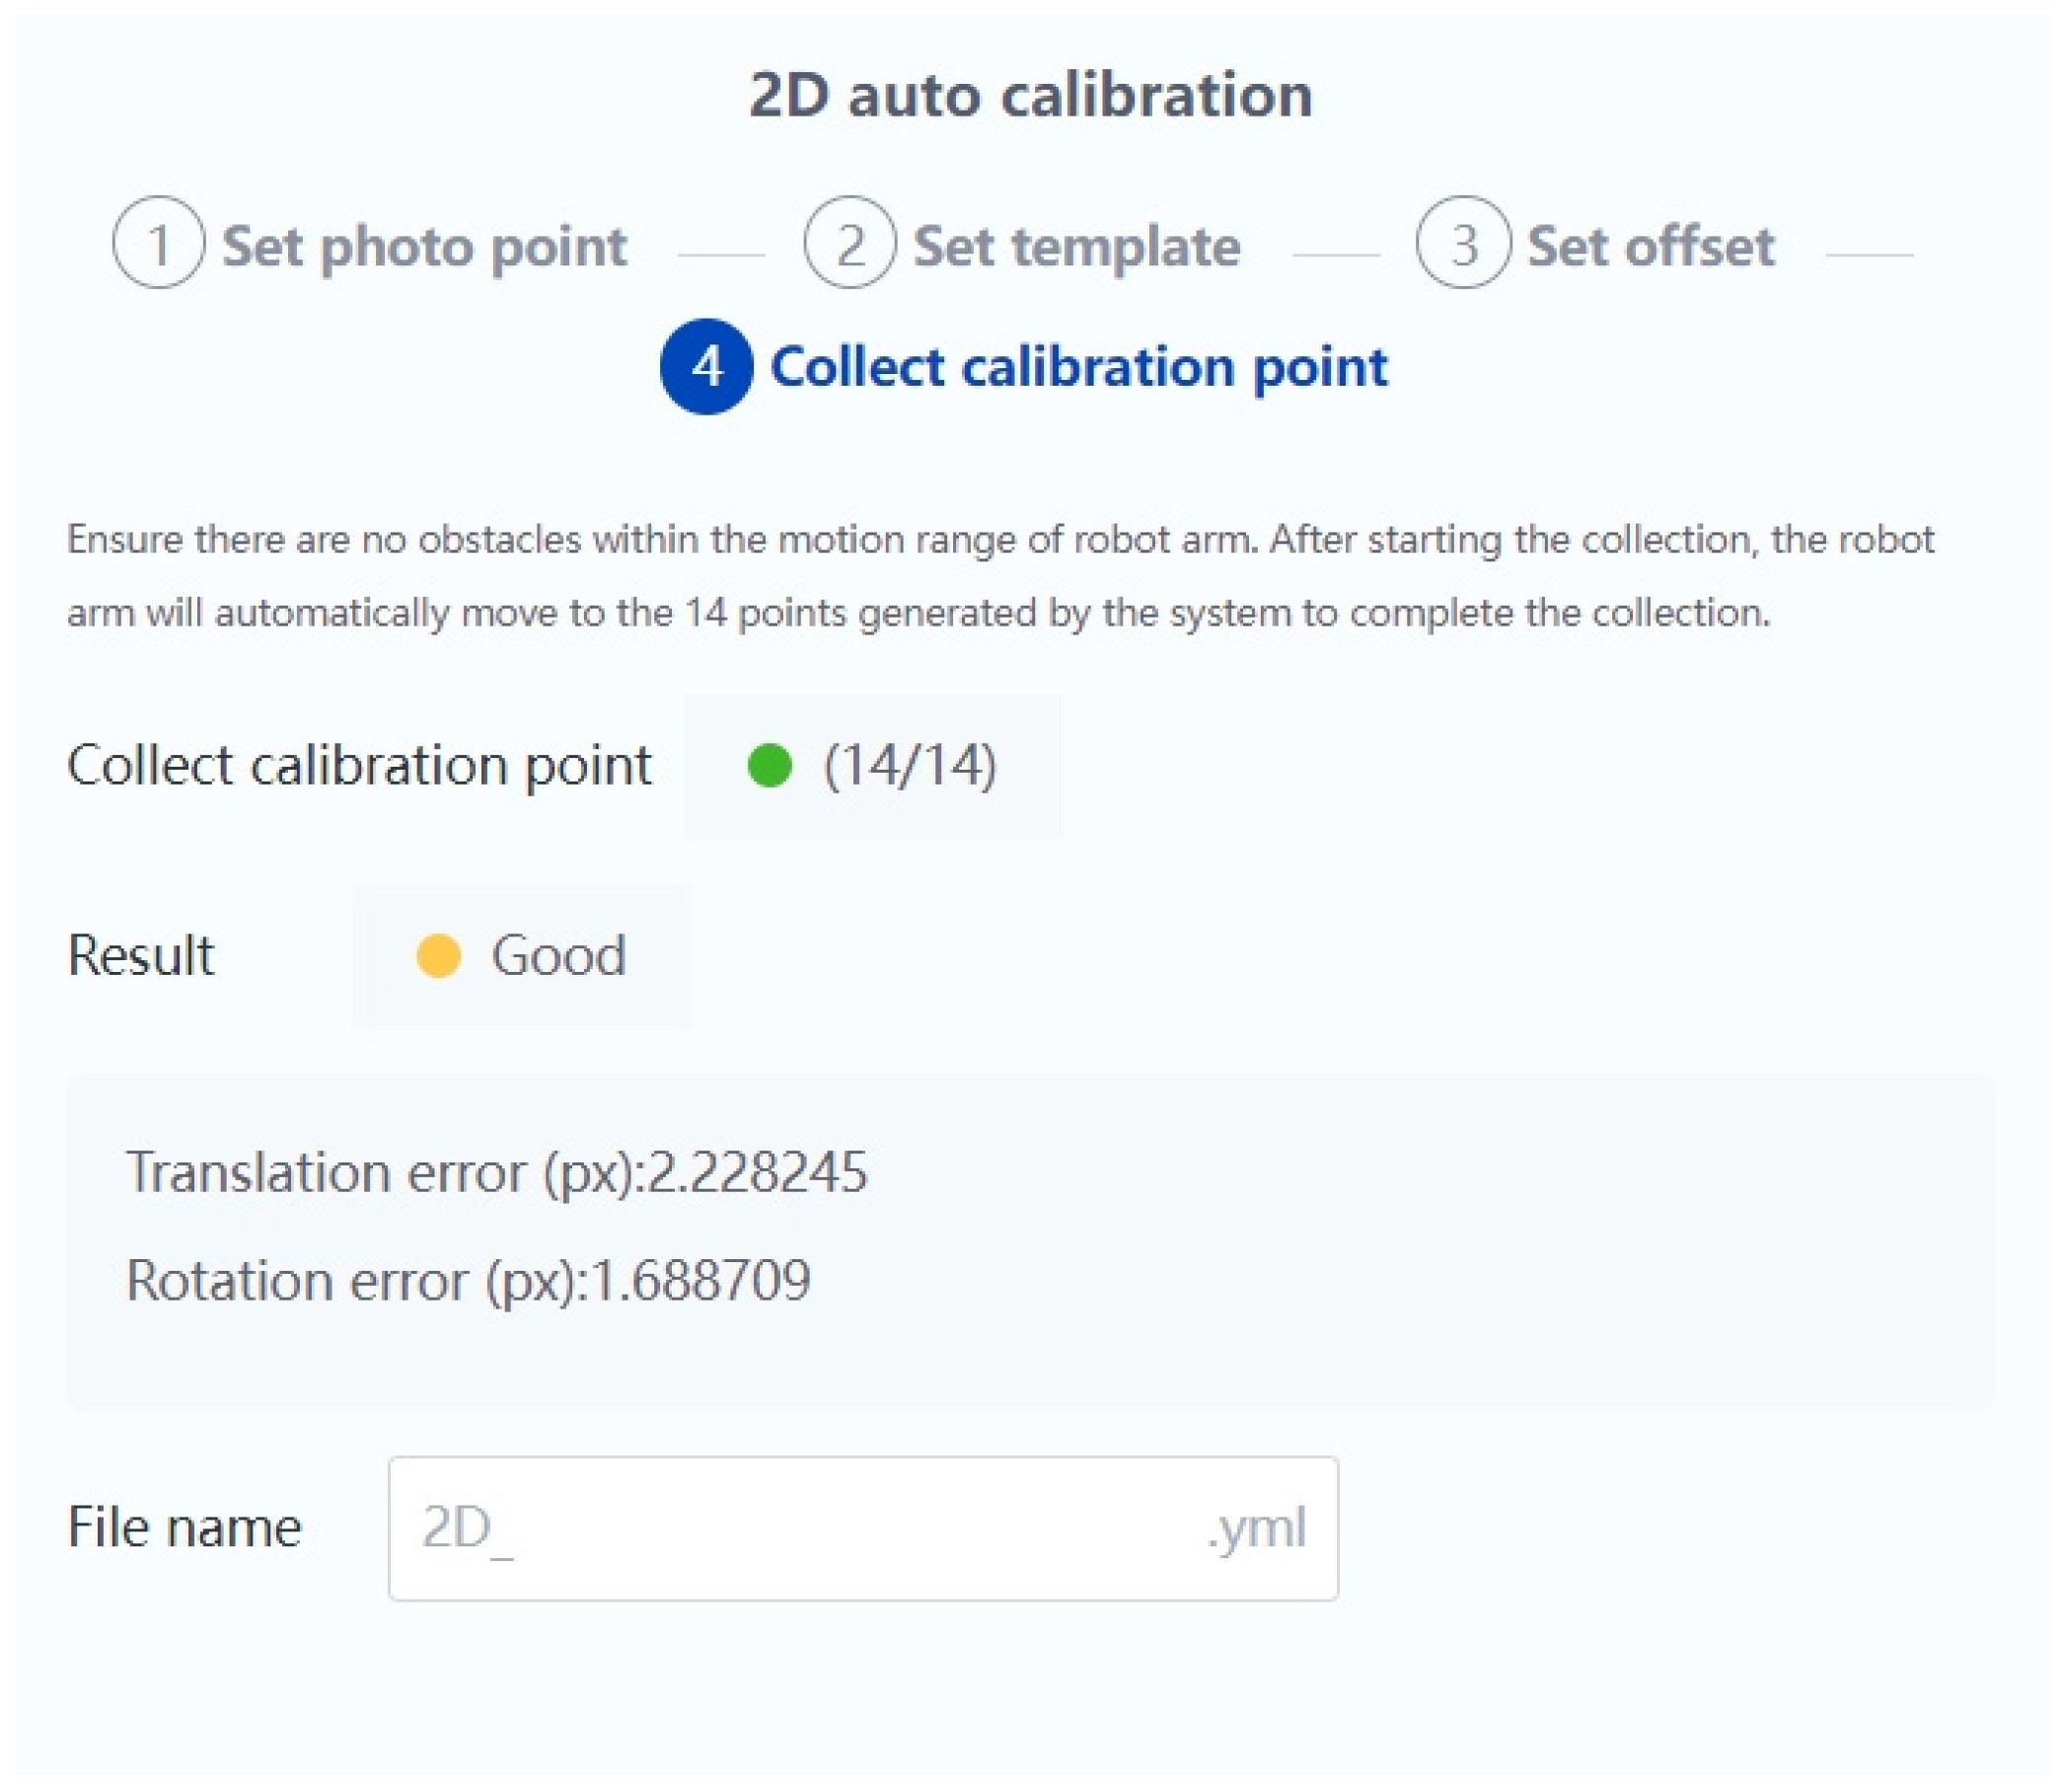 2D auto calibration
1 Set photo point 2 Set template 3 Set offset
4 Collect calibration point
Ensure there are no obstacles within the motion range of robot arm. After starting the collection, the robot
arm will automatically move to the 14 points generated by the system to complete the collection.
Collect calibration point (14/14)
Result Good
Translation error (px):2.228245
Rotation error (px):1.688709
File name 2D_ .yml